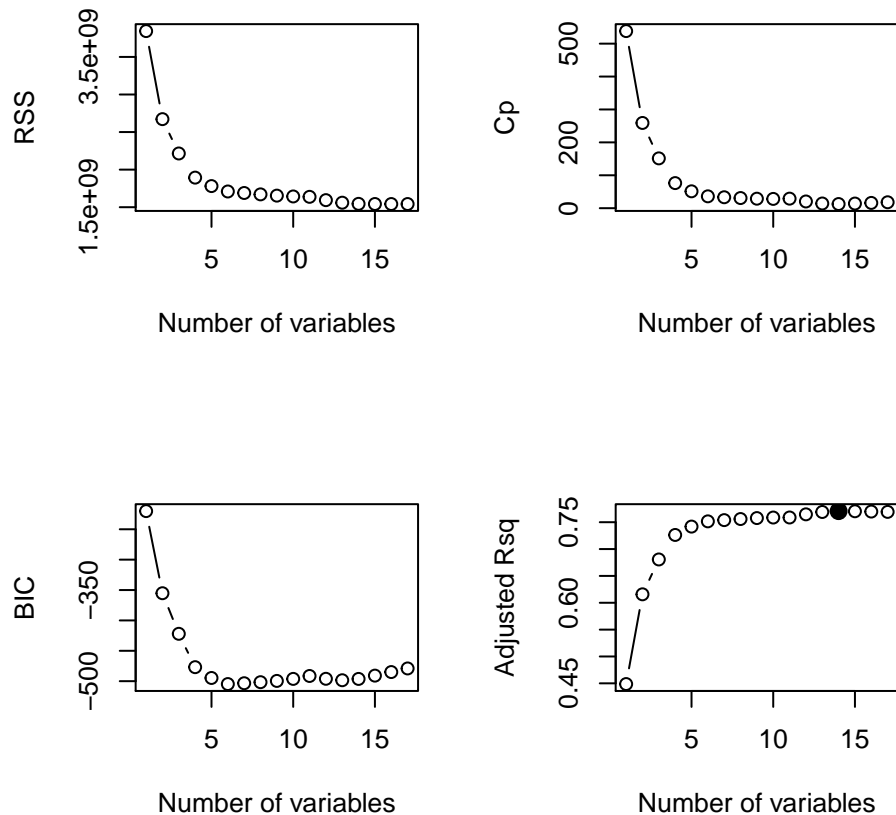 RSS
3.5e+09
1.5e+09
5 10 15
Number of variables
Cp
500
200
0
5 10 15
Number of variables
BIC
−350
−500
5 10 15
Number of variables
Adjusted Rsq
0.75
0.60
0.45
5 10 15
Number of variables